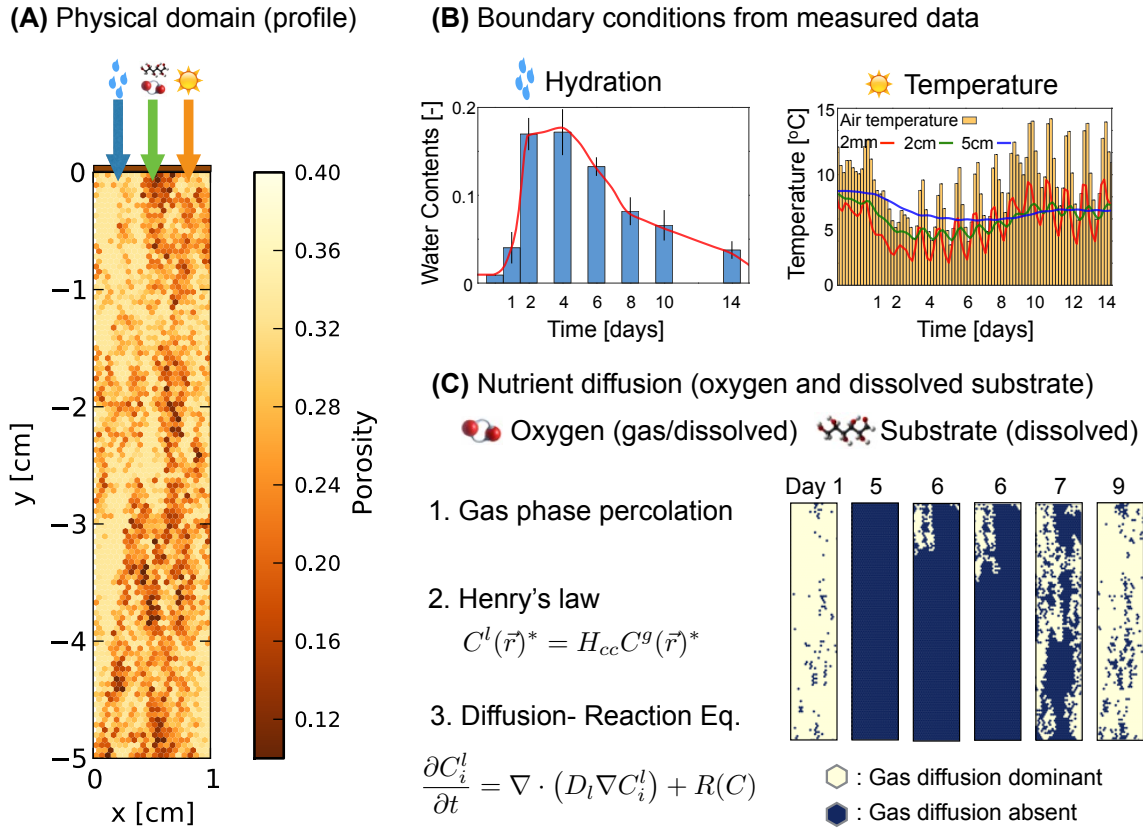 (A) Physical domain (profile)
0
−1
−2
−3
−4
−5
y [cm]
0 1
x [cm]
0.40
0.36
0.32
0.28
0.24
0.20
0.16
0.12
Porosity
(B) Boundary conditions from measured data
Hydration
0.2
0.1
0
Water Contents [-]
1 2 4 6 8 10 14
Time [days]
Temperature
15
10
5
0
Temperature [°C]
Air temperature
2mm 2cm 5cm
1 2 4 6 8 10 12 14
Time [days]
(C) Nutrient diffusion (oxygen and dissolved substrate)
Oxygen (gas/dissolved) Substrate (dissolved)
1. Gas phase percolation
2. Henry's law
C^l(r⃗)* = H_{cc}C^g(r⃗)*
3. Diffusion- Reaction Eq.
∂C_i^l/∂t = ∇ · (D_l∇C_i^l) + R(C)
Day 1 5 6 6 7 9
: Gas diffusion dominant
: Gas diffusion absent